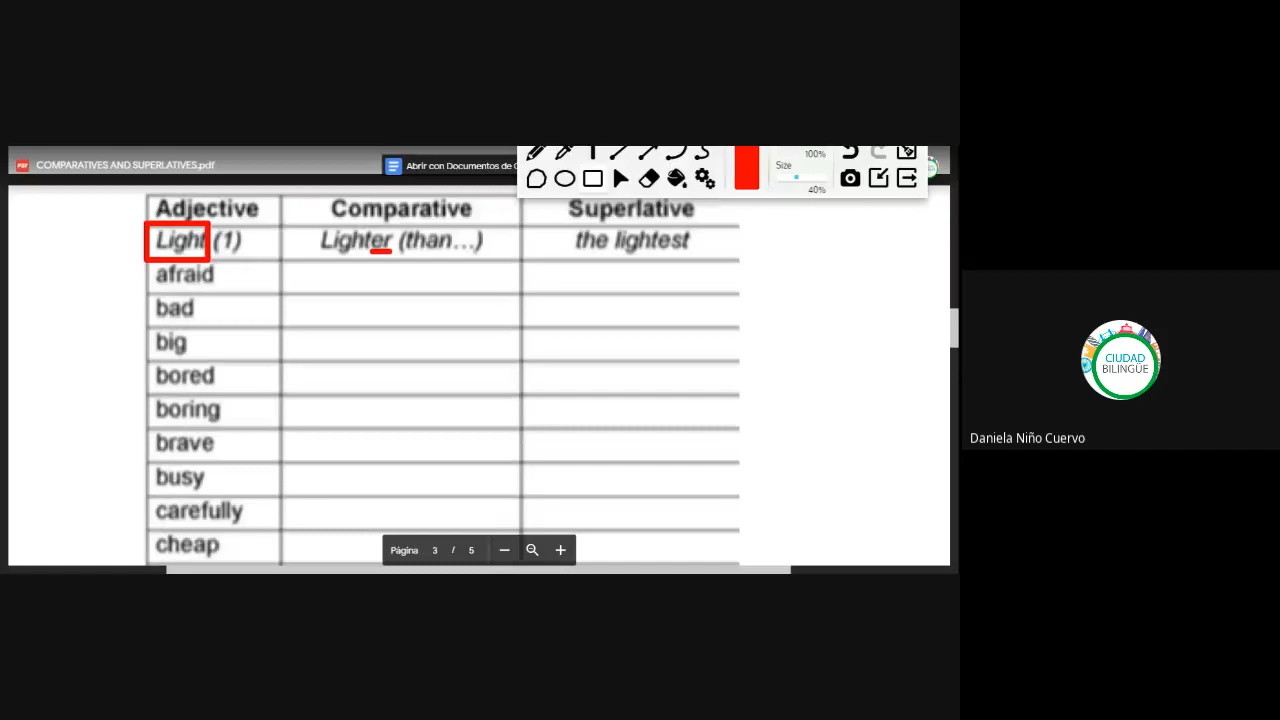 COMPARATIVES AND SUPERLATIVES.pdf
Abrir con Documentos de
100%
Size
40%
Adjective Comparative Superlative
Light (1) Lighter (than...) the lightest
afraid
bad
big
bored
boring
brave
busy
carefully
cheap
Página 3 / 5
CIUDAD
BILINGÜE
Daniela Niño Cuervo